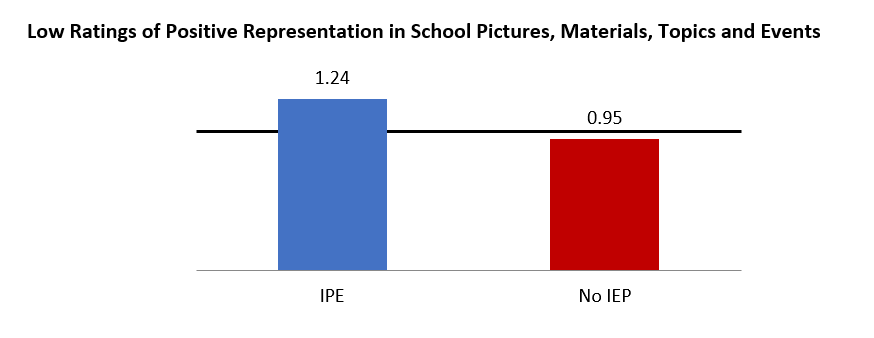 Low Ratings of Positive Representation in School Pictures, Materials, Topics and Events
1.24
0.95
IPE
No IEP